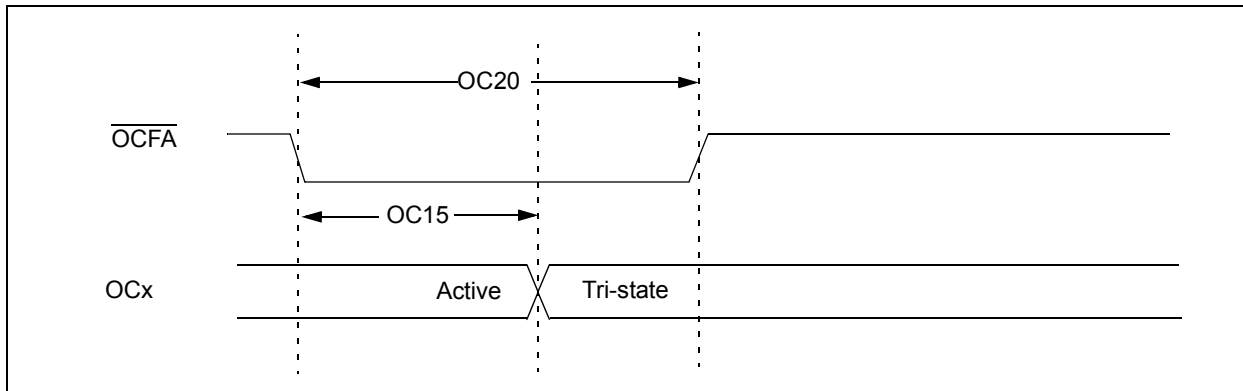 OC20
OCFA
OC15
OCx
Active
Tri-state